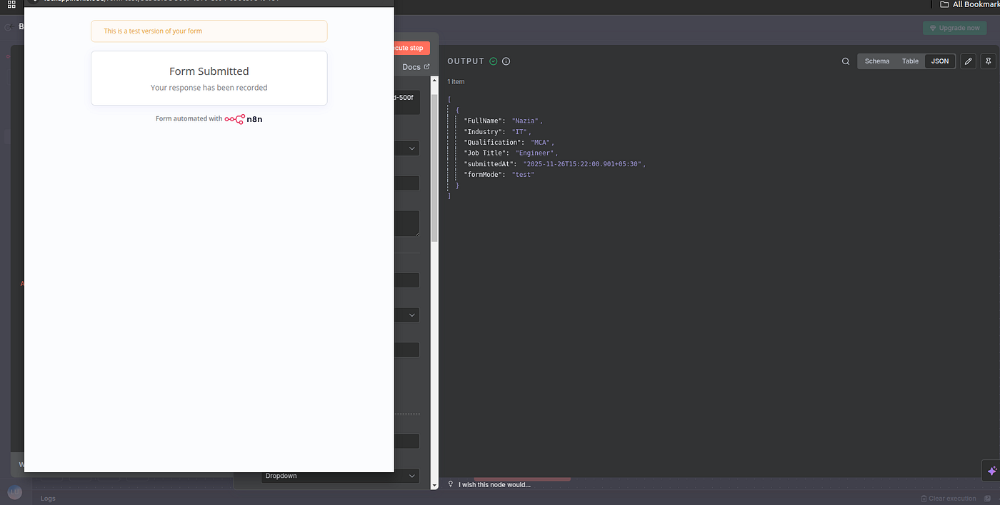 All Bookmark
B
Upgrade now
This is a test version of your form
Form Submitted
Your response has been recorded
Form automated with n8n
cute step
Docs
d-500f
OUTPUT
Schema Table JSON
1 Item
[
{
"FullName": "Nazia",
"Industry": "IT",
"Qualification": "MCA",
"Job Title": "Engineer",
"submittedAt": "2025-11-26T15:22:00.901+05:30",
"formMode": "test"
}
]
A
W
Dropdown
I wish this node would...
LU
Logs
Clear execution